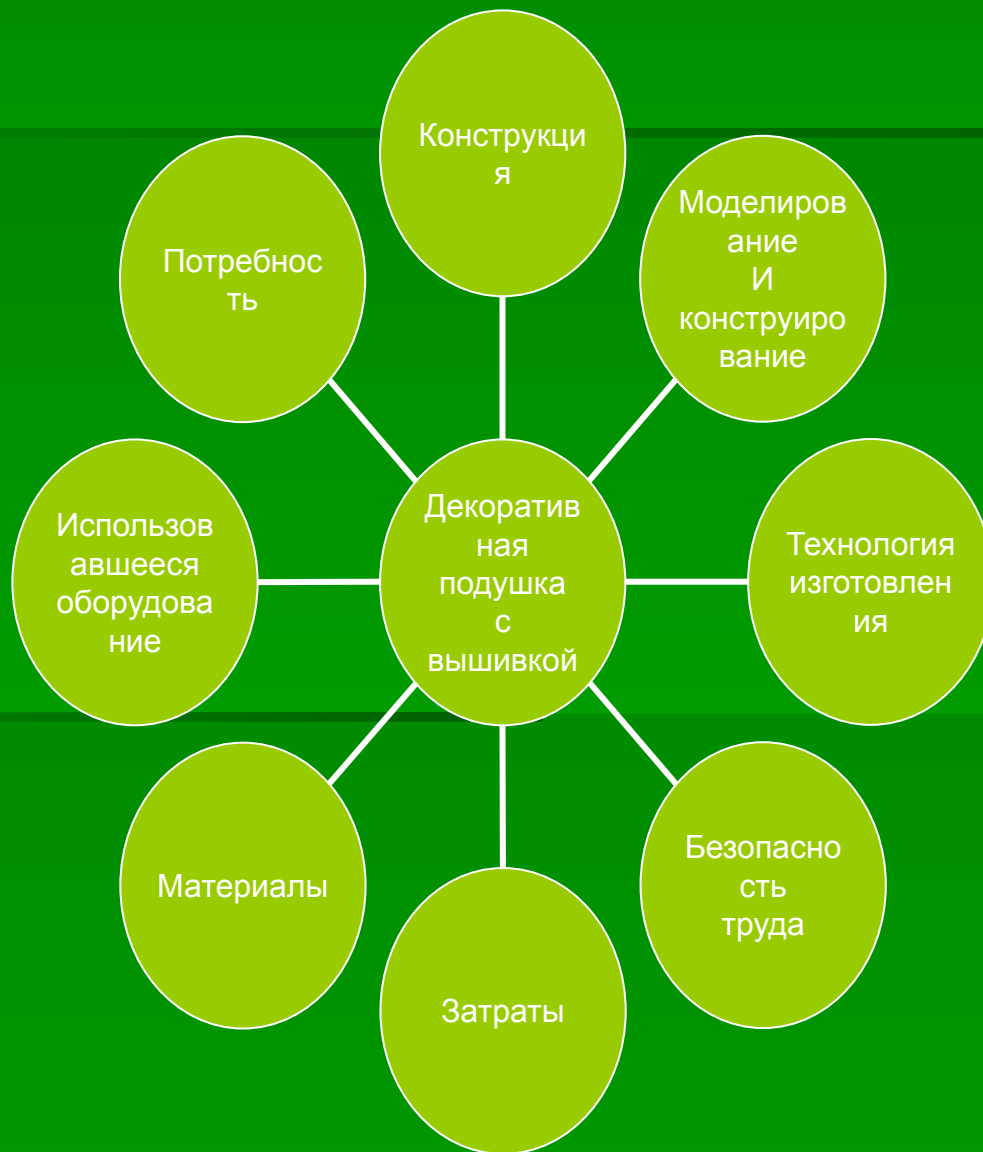 Конструкци
я
Моделиров
ание
И
конструиро
вание
Потребнос
ть
Использов
авшееся
оборудова
ние
Декоратив
ная
подушка
с
вышивкой
Технология
изготовлен
ия
Материалы
Безопасно
сть
труда
Затраты